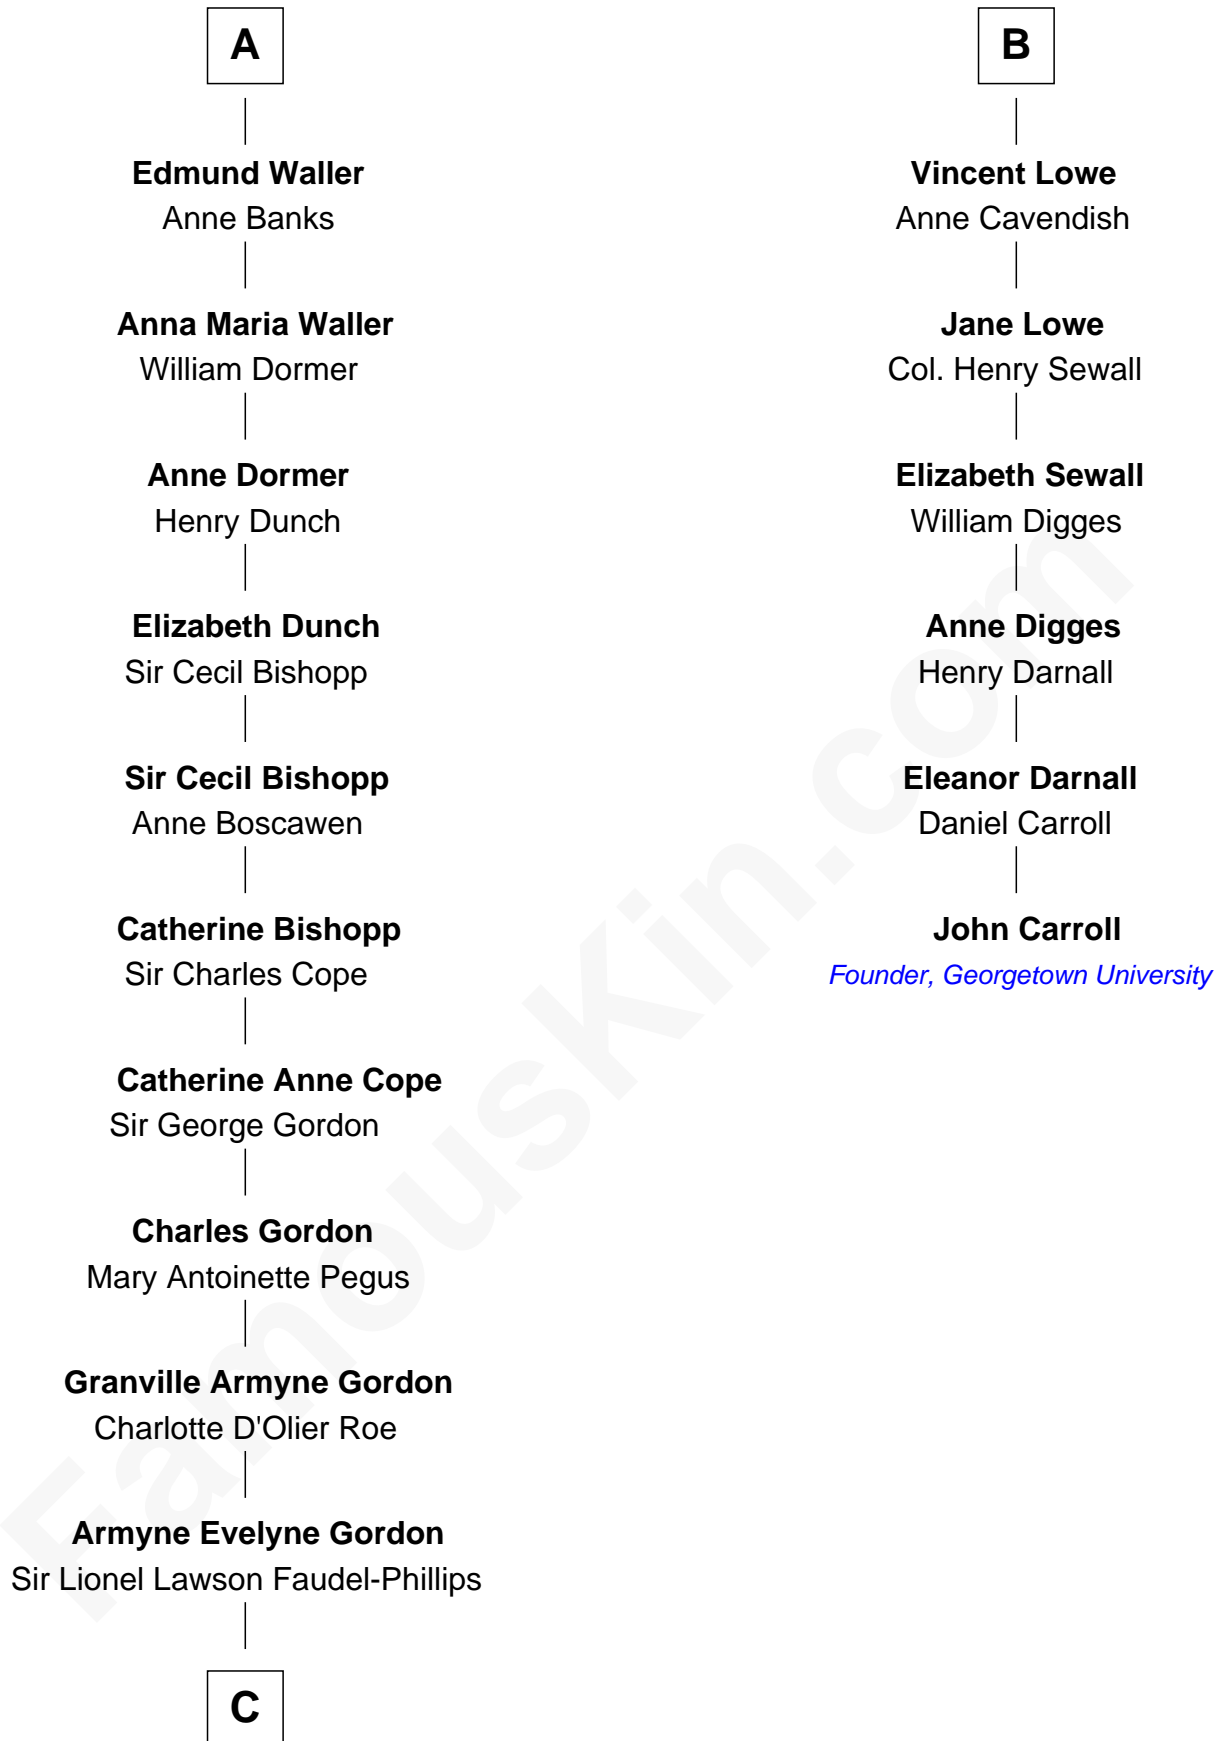 A
Edmund Waller
Anne Banks
Anna Maria Waller
William Dormer
Anne Dormer
Henry Dunch
Elizabeth Dunch
Sir Cecil Bishopp
Sir Cecil Bishopp
Anne Boscawen
Catherine Bishopp
Sir Charles Cope
Catherine Anne Cope
Sir George Gordon
Charles Gordon
Mary Antoinette Pegus
Granville Armyne Gordon
Charlotte D'Olier Roe
Armyne Evelyne Gordon
Sir Lionel Lawson Faudel-Phillips
C
B
Vincent Lowe
Anne Cavendish
Jane Lowe
Col. Henry Sewall
Elizabeth Sewall
William Digges
Anne Digges
Henry Darnall
Eleanor Darnall
Daniel Carroll
John Carroll
Founder, Georgetown University
FamousKin.com